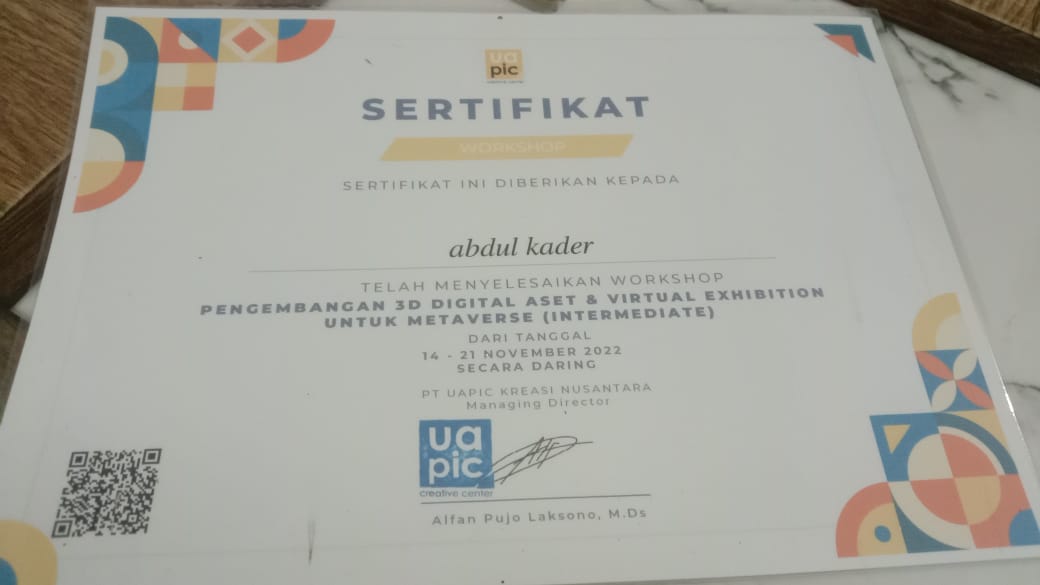 ua
pic
SERTIFIKAT
WORKSHOP
SERTIFIKAT INI DIBERIKAN KEPADA
abdul kader
TELAH MENYELESAIKAN WORKSHOP
PENGEMBANGAN 3D DIGITAL ASET & VIRTUAL EXHIBITION
UNTUK METAVERSE (INTERMEDIATE)
DARI TANGGAL
14 - 21 NOVEMBER 2022
SECARA DARING
PT UAPIC KREASI NUSANTARA
Managing Director
ua
pic
creative center
Alfan Pujo Laksono, M.Ds